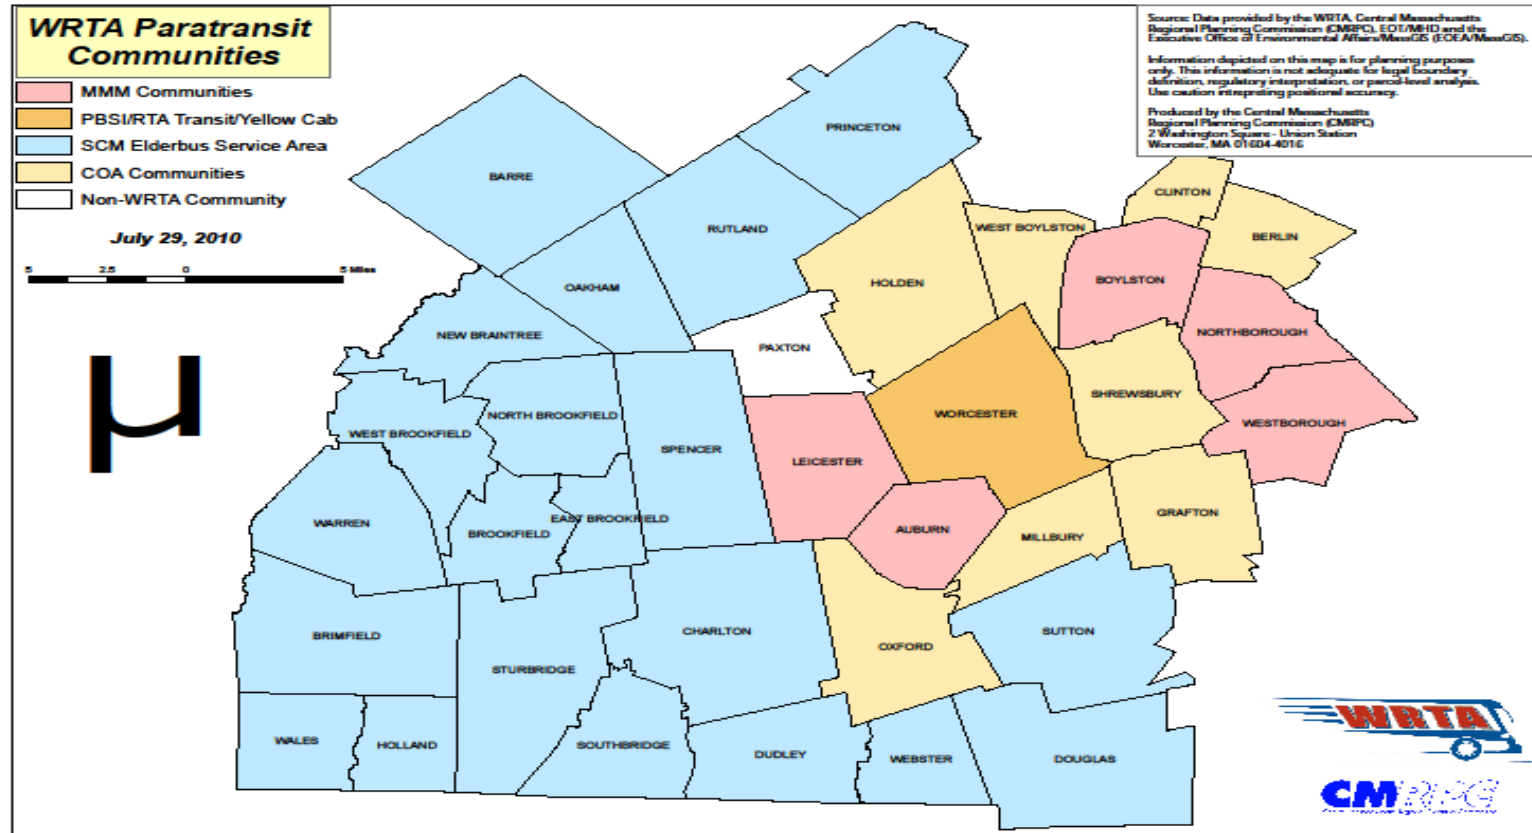 WRTA Paratransit
Communities
MMM Communities
PBSI/RTA Transit/Yellow Cab
SCM Elderbus Service Area
COA Communities
Non-WRTA Community
July 29, 2010
5 2.5 0 5 Miles
µ
Source: Data provided by the WRTA, Central Massachusetts
Regional Planning Commission (CMRPC), EOT/MHD and the
Executive Office of Environmental Affairs/MassGIS (EOEA/MassGIS).
Information depicted on this map is for planning purposes
only. This information is not adequate for legal boundary
definition, regulatory interpretation, or parcel-level analysis.
Use caution intrepreting positional accuracy.
Produced by the Central Massachusetts
Regional Planning Commission (CMRPC)
2 Washington Square - Union Station
Worcester, MA 01604-4016
PRINCETON
BARRE
CLINTON
RUTLAND
WEST BOYLSTON
BERLIN
OAKHAM
HOLDEN
BOYLSTON
NEW BRAINTREE
PAXTON
NORTHBOROUGH
SHREWSBURY
NORTH BROOKFIELD
WORCESTER
WESTBOROUGH
WEST BROOKFIELD
SPENCER
LEICESTER
WARREN
EAST BROOKFIELD
BROOKFIELD
AUBURN
MILLBURY
GRAFTON
BRIMFIELD
CHARLTON
SUTTON
OXFORD
STURBRIDGE
WALES
HOLLAND
SOUTHBRIDGE
DUDLEY
WEBSTER
DOUGLAS
WRTA
CMRPC